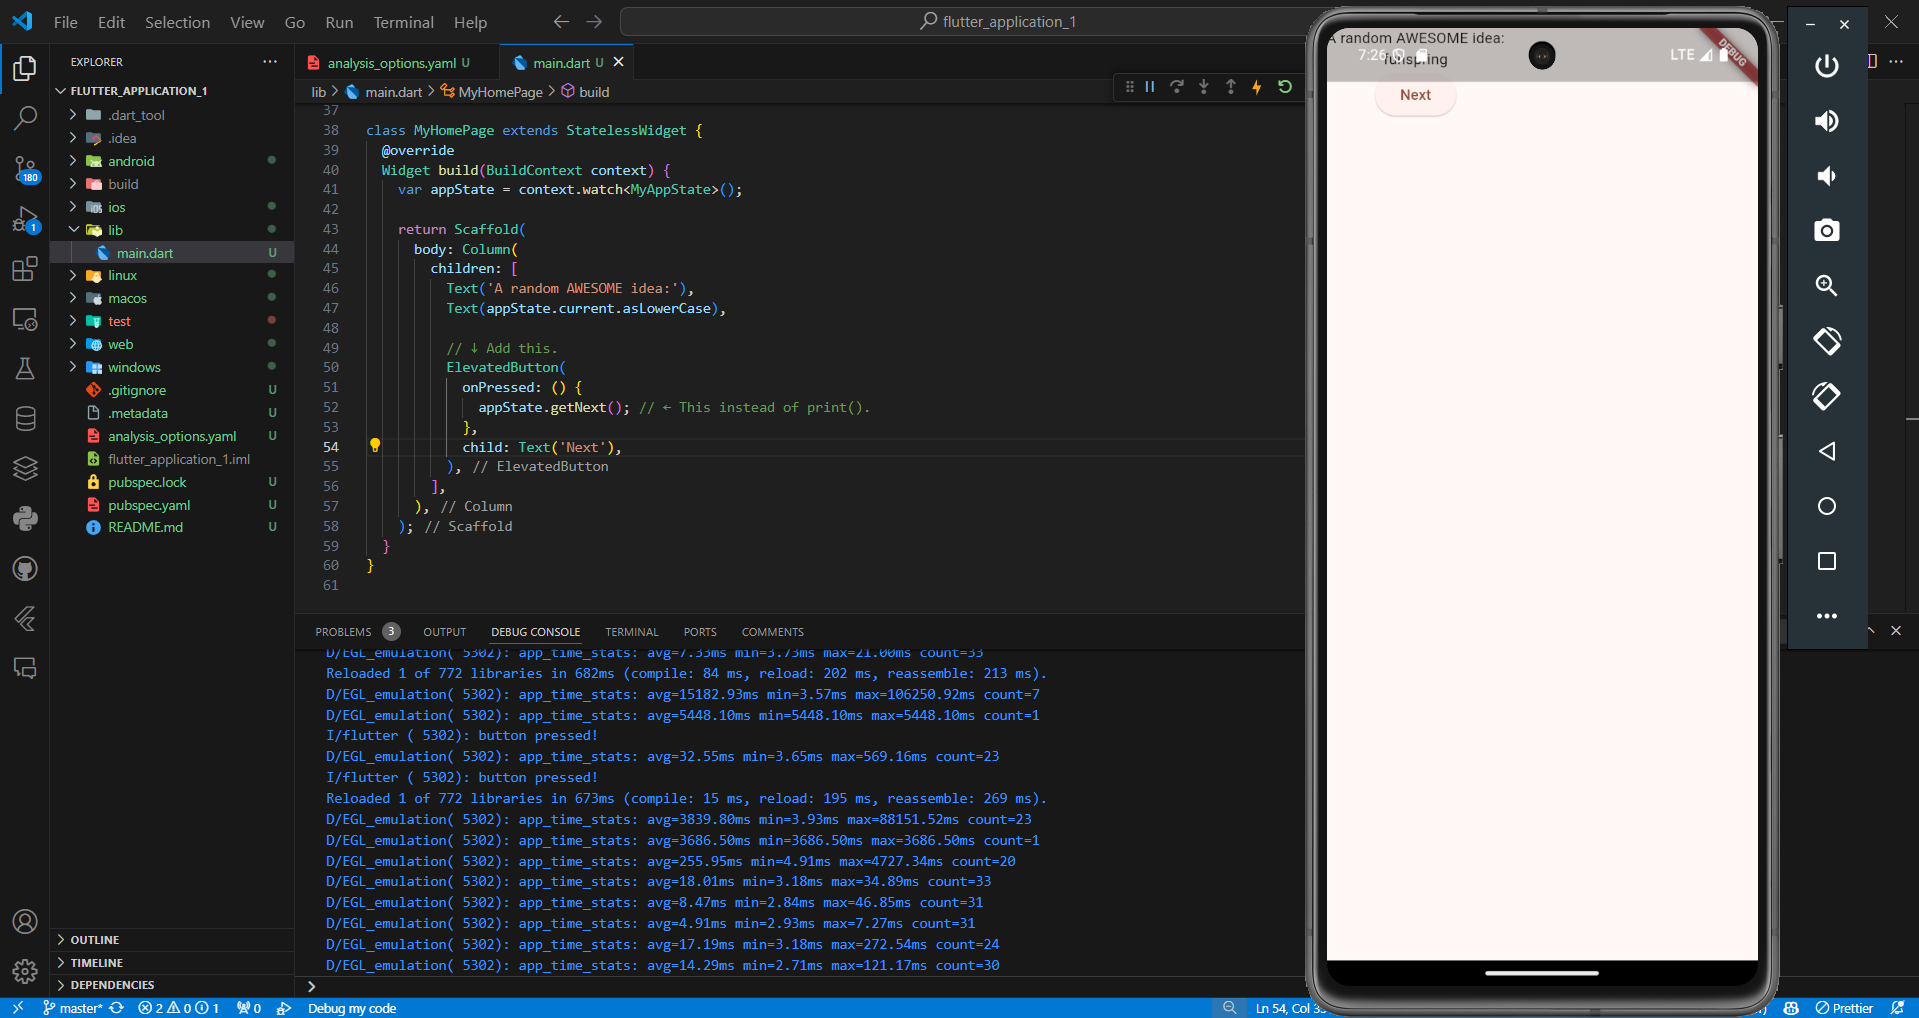 File Edit Selection View Go Run Terminal Help
flutter_application_1
EXPLORER
FLUTTER_APPLICATION_1
.dart_tool
.idea
android
build
ios
lib
main.dart U
linux
macos
test
web
windows
.gitignore U
.metadata U
analysis_options.yaml U
flutter_application_1.iml
pubspec.lock U
pubspec.yaml U
README.md U
OUTLINE
TIMELINE
DEPENDENCIES
180
1
analysis_options.yaml U
main.dart U
lib > main.dart > MyHomePage > build
37
38 class MyHomePage extends StatelessWidget {
39 @override
40 Widget build(BuildContext context) {
41 var appState = context.watch<MyAppState>();
42
43 return Scaffold(
44 body: Column(
45 children: [
46 Text('A random AWESOME idea:'),
47 Text(appState.current.asLowerCase),
48
49 // ↓ Add this.
50 ElevatedButton(
51 onPressed: () {
52 appState.getNext(); // ← This instead of print().
53 },
54 child: Text('Next'),
55 ), // ElevatedButton
56 ],
57 ), // Column
58 ); // Scaffold
59 }
60 }
61
PROBLEMS 3 OUTPUT DEBUG CONSOLE TERMINAL PORTS COMMENTS
D/EGL_emulation( 5302): app_time_stats: avg=7.33ms min=3.73ms max=21.00ms count=33
Reloaded 1 of 772 libraries in 682ms (compile: 84 ms, reload: 202 ms, reassemble: 213 ms).
D/EGL_emulation( 5302): app_time_stats: avg=15182.93ms min=3.57ms max=106250.92ms count=7
D/EGL_emulation( 5302): app_time_stats: avg=5448.10ms min=5448.10ms max=5448.10ms count=1
I/flutter ( 5302): button pressed!
D/EGL_emulation( 5302): app_time_stats: avg=32.55ms min=3.65ms max=569.16ms count=23
I/flutter ( 5302): button pressed!
Reloaded 1 of 772 libraries in 673ms (compile: 15 ms, reload: 195 ms, reassemble: 269 ms).
D/EGL_emulation( 5302): app_time_stats: avg=3839.80ms min=3.93ms max=88151.52ms count=23
D/EGL_emulation( 5302): app_time_stats: avg=3686.50ms min=3686.50ms max=3686.50ms count=1
D/EGL_emulation( 5302): app_time_stats: avg=255.95ms min=4.91ms max=4727.34ms count=20
D/EGL_emulation( 5302): app_time_stats: avg=18.01ms min=3.18ms max=34.89ms count=33
D/EGL_emulation( 5302): app_time_stats: avg=8.47ms min=2.84ms max=46.85ms count=31
D/EGL_emulation( 5302): app_time_stats: avg=4.91ms min=2.93ms max=7.27ms count=31
D/EGL_emulation( 5302): app_time_stats: avg=17.19ms min=3.18ms max=272.54ms count=24
D/EGL_emulation( 5302): app_time_stats: avg=14.29ms min=2.71ms max=121.17ms count=30
A random AWESOME idea:
7:26
LTE
DEBUG
Next
master* 2 0 1 0 Debug my code
Ln 54, Col
Prettier